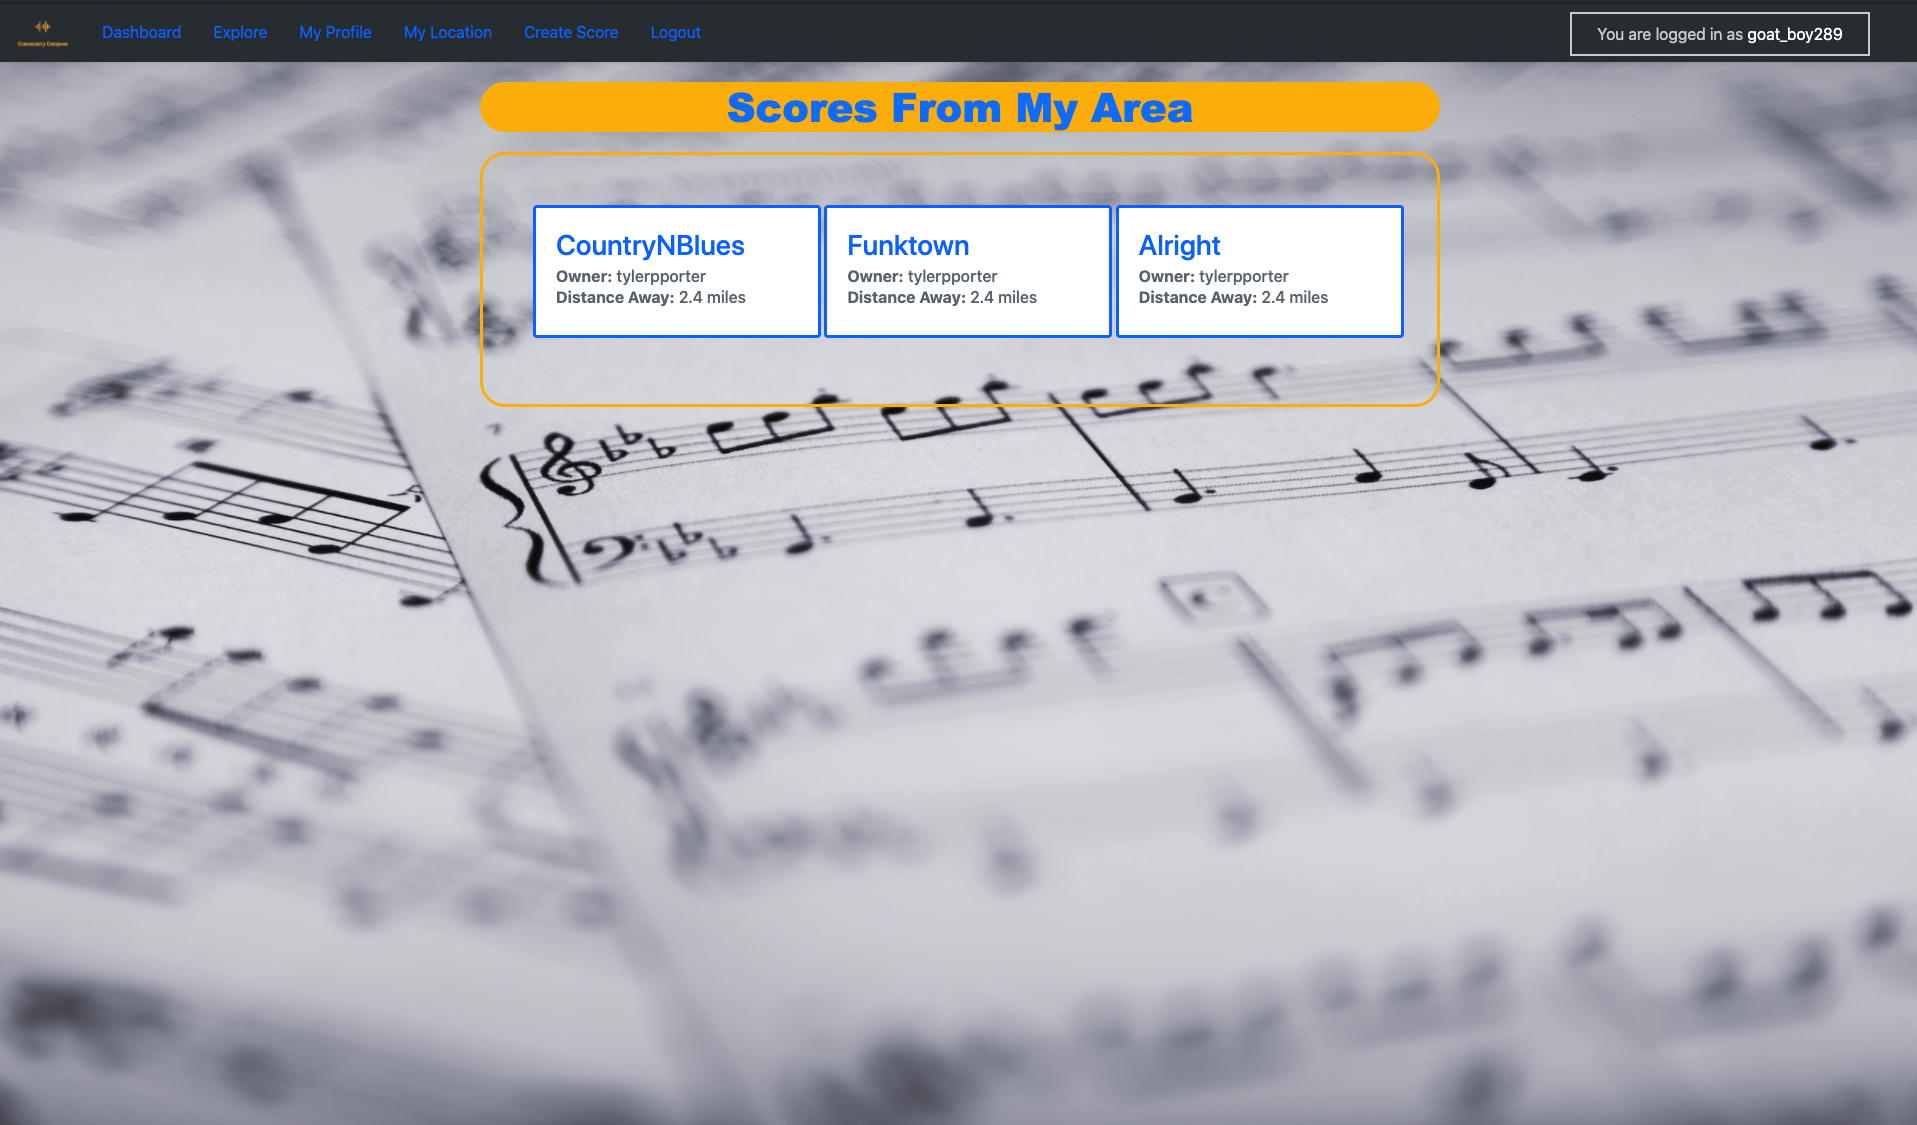 Community Compose
Dashboard Explore My Profile My Location Create Score Logout
You are logged in as goat_boy289
Scores From My Area
CountryNBlues
Owner: tylerpporter
Distance Away: 2.4 miles
Funktown
Owner: tylerpporter
Distance Away: 2.4 miles
Alright
Owner: tylerpporter
Distance Away: 2.4 miles